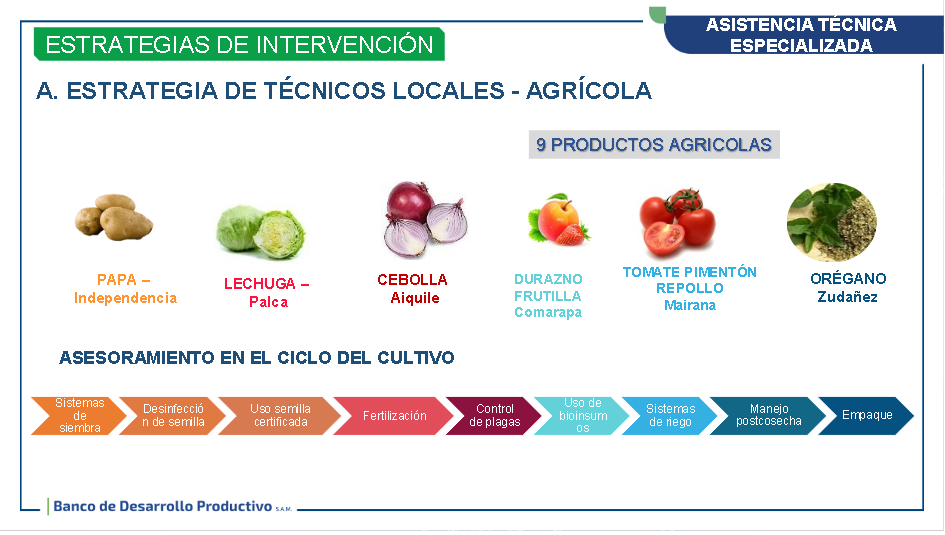 ESTRATEGIAS DE INTERVENCIÓN
ASISTENCIA TÉCNICA
ESPECIALIZADA
A. ESTRATEGIA DE TÉCNICOS LOCALES - AGRÍCOLA
9 PRODUCTOS AGRICOLAS
PAPA –
Independencia
LECHUGA –
Palca
CEBOLLA
Aiquile
DURAZNO
FRUTILLA
Comarapa
TOMATE PIMENTÓN
REPOLLO
Mairana
ORÉGANO
Zudañez
ASESORAMIENTO EN EL CICLO DEL CULTIVO
Sistemas
de
siembra
Desinfecció
n de semilla
Uso semilla
certificada
Fertilización
Control
de plagas
Uso de
bioinsum
os
Sistemas
de riego
Manejo
postcosecha
Empaque
Banco de Desarrollo Productivo S.A.M.